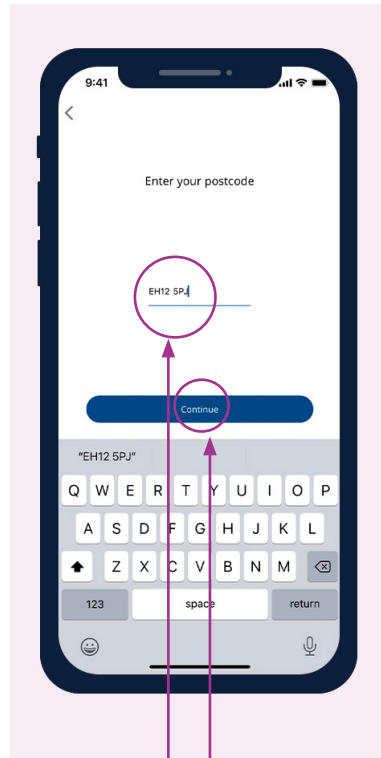 9:41
Enter your postcode
EH12 5PJ
Continue
“EH12 5PJ”
Q W E R T Y U I O P
A S D F G H J K L
Z X C V B N M
123 space return